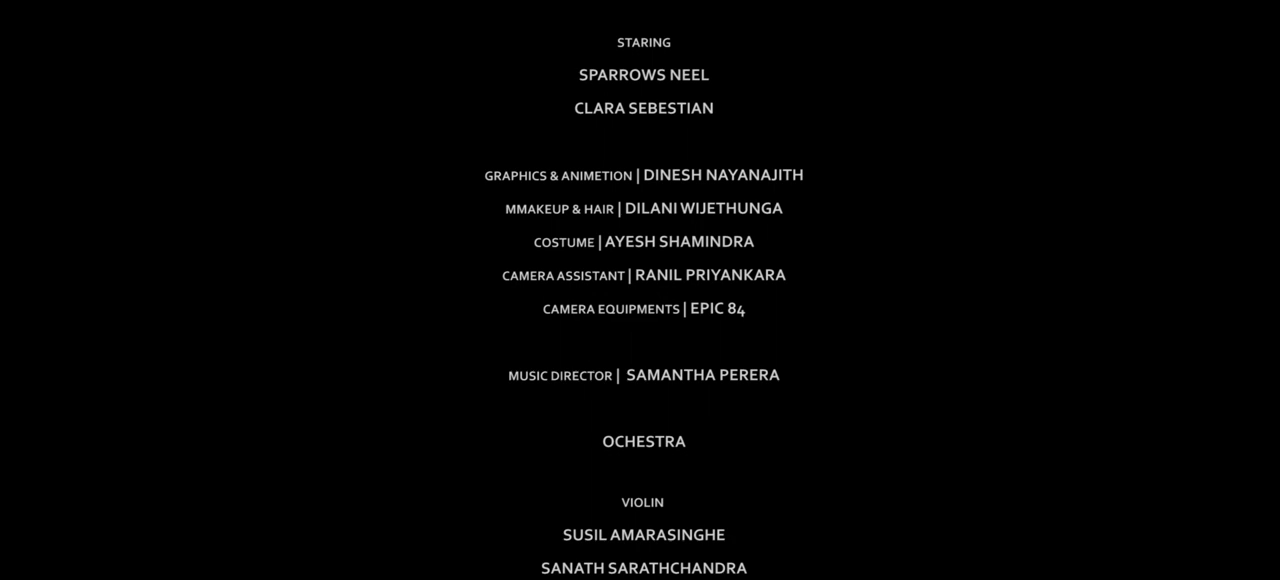 STARING
SPARROWS NEEL
CLARA SEBESTIAN
GRAPHICS & ANIMETION | DINESH NAYANAJITH
MMAKEUP & HAIR | DILANI WIJETHUNGA
COSTUME | AYESH SHAMINDRA
CAMERA ASSISTANT | RANIL PRIYANKARA
CAMERA EQUIPMENTS | EPIC 84
MUSIC DIRECTOR | SAMANTHA PERERA
OCHESTRA
VIOLIN
SUSIL AMARASINGHE
SANATH SARATHCHANDRA